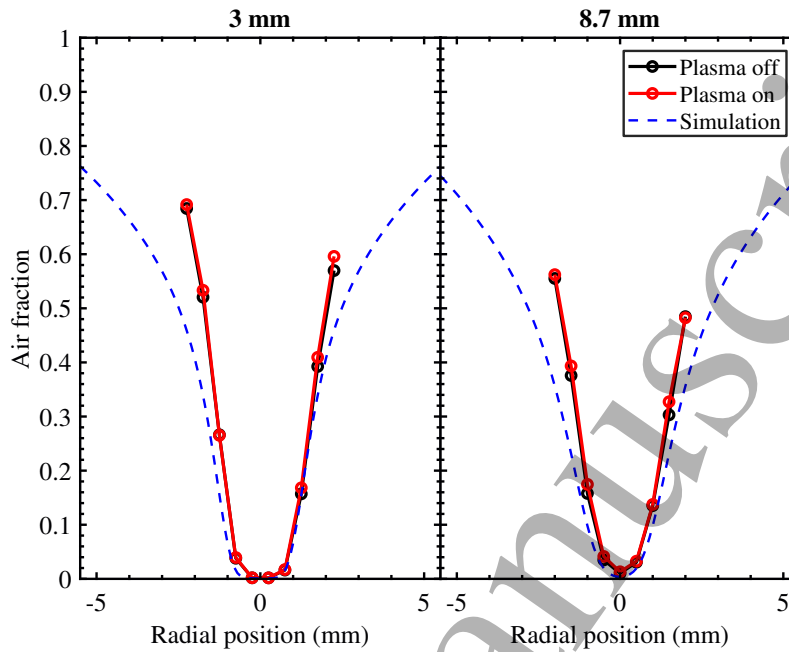 3 mm
8.7 mm
1
0.9
0.8
0.7
0.6
0.5
0.4
0.3
0.2
0.1
0
Air fraction
Plasma off
Plasma on
Simulation
-5 0 5
-5 0 5
Radial position (mm)
Radial position (mm)
anuscri